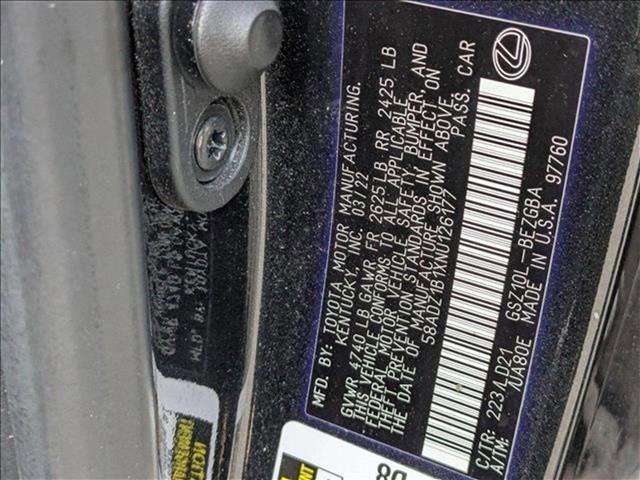 MFD. BY: TOYOTA MOTOR MANUFACTURING.
KENTUCKY, INC. 03/22
GVWR 4740 LB GAWR FR 2625 LB RR 2425 LB
THIS VEHICLE CONFORMS TO ALL APPLICABLE
FEDERAL MOTOR VEHICLE SAFETY, BUMPER, AND
THEFT PREVENTION STANDARDS IN EFFECT ON
THE DATE OF MANUFACTURE SHOWN ABOVE.
58ADZ1B1XNU126177 PASS. CAR
C/TR: 2234 D21 GSZ10L-BEZGBA
A/TM: /UA80E MADE IN U.S.A. 97760